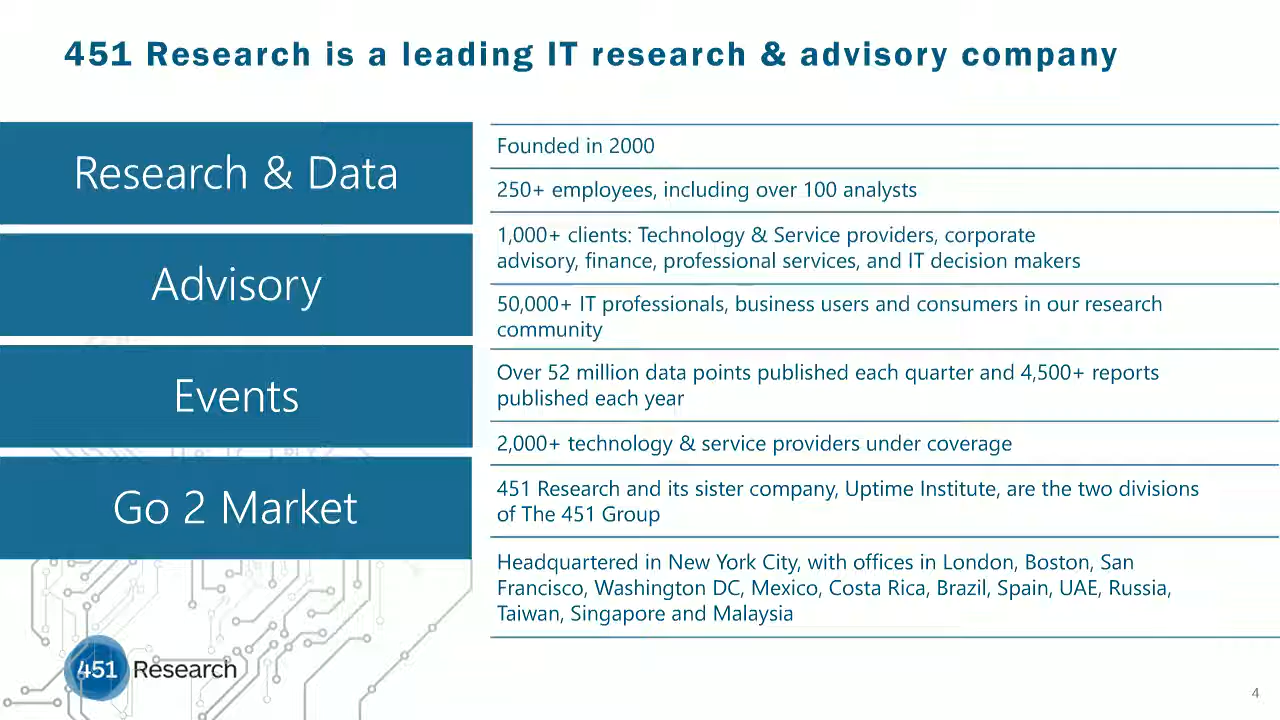 451 Research is a leading IT research & advisory company
Research & Data
Advisory
Events
Go 2 Market
Founded in 2000
250+ employees, including over 100 analysts
1,000+ clients: Technology & Service providers, corporate
advisory, finance, professional services, and IT decision makers
50,000+ IT professionals, business users and consumers in our research
community
Over 52 million data points published each quarter and 4,500+ reports
published each year
2,000+ technology & service providers under coverage
451 Research and its sister company, Uptime Institute, are the two divisions
of The 451 Group
Headquartered in New York City, with offices in London, Boston, San
Francisco, Washington DC, Mexico, Costa Rica, Brazil, Spain, UAE, Russia,
Taiwan, Singapore and Malaysia
451 Research
4